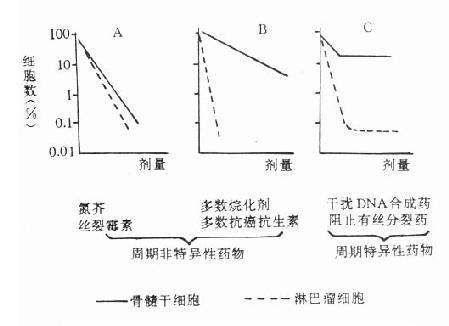 A B C
细胞数(%)
100
10
1
0.1
0.01
剂量 剂量 剂量
氮芥
丝裂霉素
多数烷化剂
多数抗癌抗生素
干扰DNA合成药
阻止有丝分裂药
周期非特异性药物 周期特异性药物
骨髓干细胞 淋巴瘤细胞